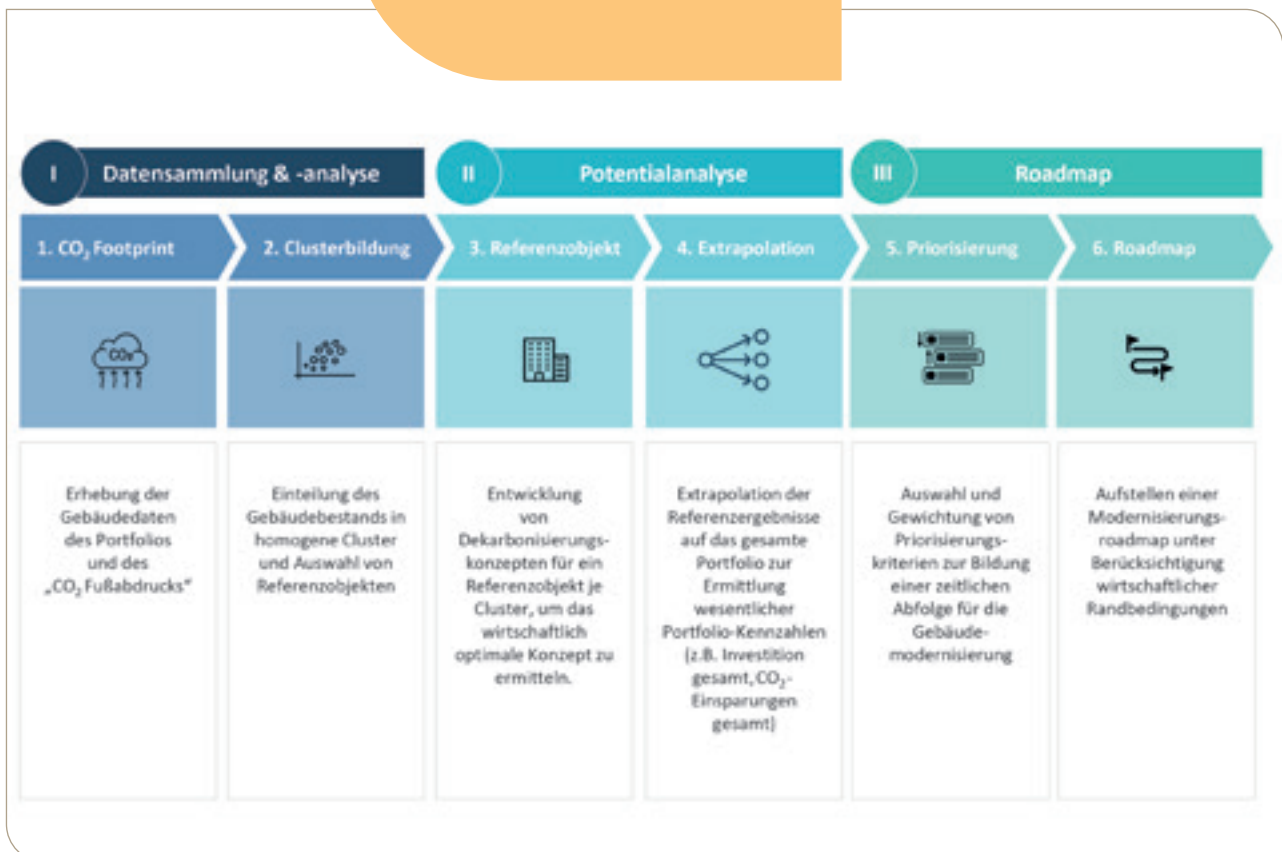 I
Datensammlung & -analyse
II
Potentialanalyse
III
Roadmap
1. CO₂ Footprint
2. Clusterbildung
3. Referenzobjekt
4. Extrapolation
5. Priorisierung
6. Roadmap
CO₂
Erhebung der
Gebäudedaten
des Portfolios
und des
„CO₂ Fußabdrucks“
Einteilung des
Gebäudebestands in
homogene Cluster
und Auswahl von
Referenzobjekten
Entwicklung
von
Dekarbonisierungs-
konzepten für ein
Referenzobjekt je
Cluster, um das
wirtschaftlich
optimale Konzept zu
ermitteln.
Extrapolation der
Referenzergebnisse
auf das gesamte
Portfolio zur
Ermittlung
wesentlicher
Portfolio-Kennzahlen
(z.B. Investition
gesamt, CO₂-
Einsparungen
gesamt)
Auswahl und
Gewichtung von
Priorisierungs-
kriterien zur Bildung
einer zeitlichen
Abfolge für die
Gebäude-
modernisierung
Aufstellen einer
Modernisierungs-
roadmap unter
Berücksichtigung
wirtschaftlicher
Randbedingungen